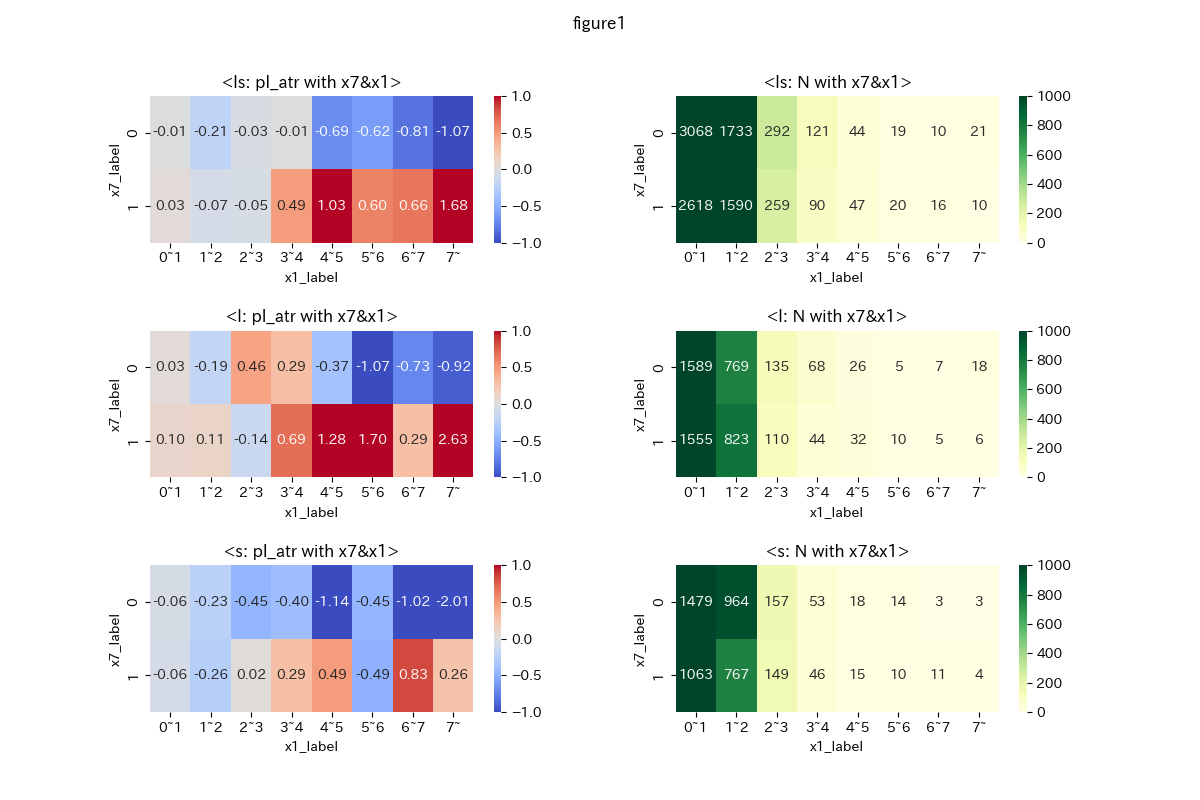 figure1
<ls: pl_atr with x7&x1>
x7_label
0
-0.01 -0.21 -0.03 -0.01 -0.69 -0.62 -0.81 -1.07
1
0.03 -0.07 -0.05 0.49 1.03 0.60 0.66 1.68
0~1 1~2 2~3 3~4 4~5 5~6 6~7 7~
x1_label
1.0
0.5
0.0
−0.5
−1.0
<ls: N with x7&x1>
x7_label
0
3068 1733 292 121 44 19 10 21
1
2618 1590 259 90 47 20 16 10
0~1 1~2 2~3 3~4 4~5 5~6 6~7 7~
x1_label
1000
800
600
400
200
0
<l: pl_atr with x7&x1>
x7_label
0
0.03 -0.19 0.46 0.29 -0.37 -1.07 -0.73 -0.92
1
0.10 0.11 -0.14 0.69 1.28 1.70 0.29 2.63
0~1 1~2 2~3 3~4 4~5 5~6 6~7 7~
x1_label
1.0
0.5
0.0
−0.5
−1.0
<l: N with x7&x1>
x7_label
0
1589 769 135 68 26 5 7 18
1
1555 823 110 44 32 10 5 6
0~1 1~2 2~3 3~4 4~5 5~6 6~7 7~
x1_label
1000
800
600
400
200
0
<s: pl_atr with x7&x1>
x7_label
0
-0.06 -0.23 -0.45 -0.40 -1.14 -0.45 -1.02 -2.01
1
-0.06 -0.26 0.02 0.29 0.49 -0.49 0.83 0.26
0~1 1~2 2~3 3~4 4~5 5~6 6~7 7~
x1_label
1.0
0.5
0.0
−0.5
−1.0
<s: N with x7&x1>
x7_label
0
1479 964 157 53 18 14 3 3
1
1063 767 149 46 15 10 11 4
0~1 1~2 2~3 3~4 4~5 5~6 6~7 7~
x1_label
1000
800
600
400
200
0